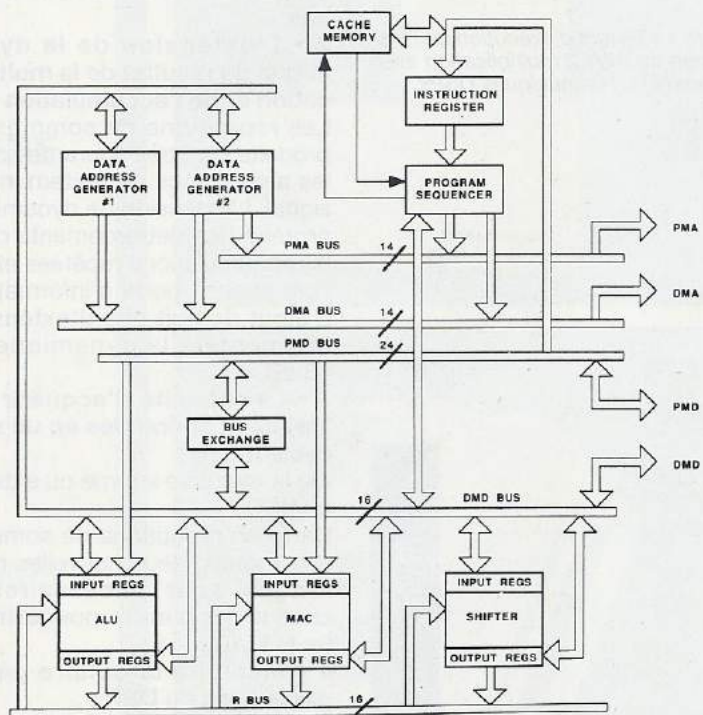 CACHE
MEMORY
INSTRUCTION
REGISTER
DATA
ADDRESS
GENERATOR
#1
DATA
ADDRESS
GENERATOR
#2
PROGRAM
SEQUENCER
PMA BUS
14
PMA
DMA BUS
14
DMA
PMD BUS
24
PMD
BUS
EXCHANGE
DMD
16
DMD BUS
INPUT REGS
ALU
OUTPUT REGS
INPUT REGS
MAC
OUTPUT REGS
INPUT REGS
SHIFTER
OUTPUT REGS
R BUS
16